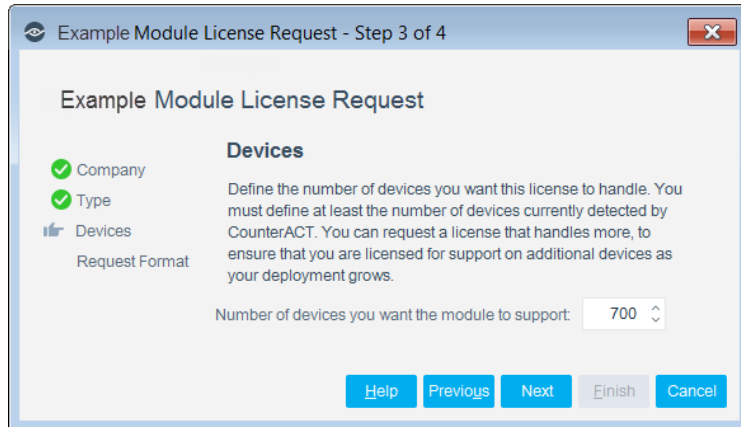 Example Module License Request - Step 3 of 4
Example Module License Request
Company
Type
Devices
Request Format
Devices
Define the number of devices you want this license to handle. You
must define at least the number of devices currently detected by
CounterACT. You can request a license that handles more, to
ensure that you are licensed for support on additional devices as
your deployment grows.
Number of devices you want the module to support: 700
Help Previous Next Finish Cancel